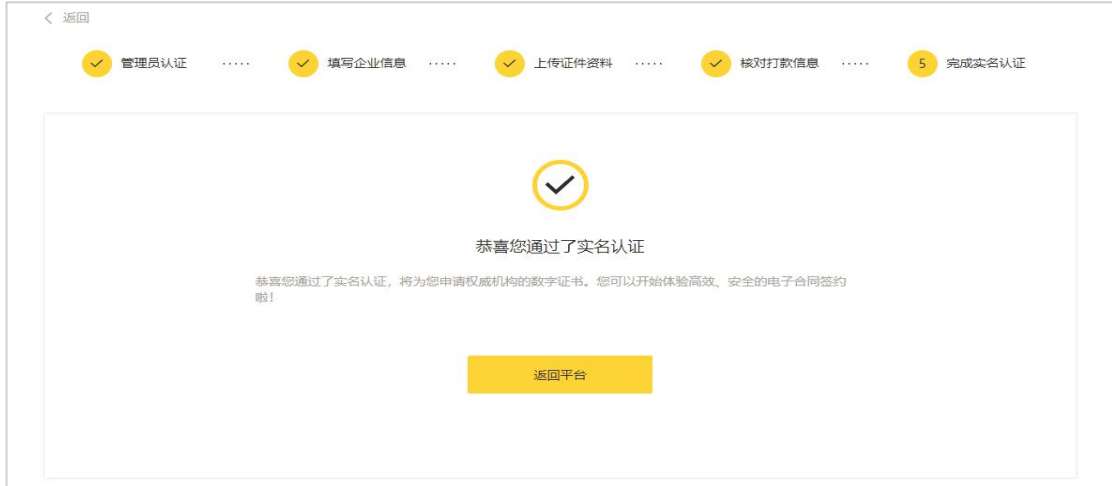 返回
管理员认证 ..... 填写企业信息 ..... 上传证件资料 ..... 核对打款信息 ..... 5 完成实名认证
恭喜您通过了实名认证
恭喜您通过了实名认证，将为您申请权威机构的数字证书。您可以开始体验高效、安全的电子合同签约
啦！
返回平台